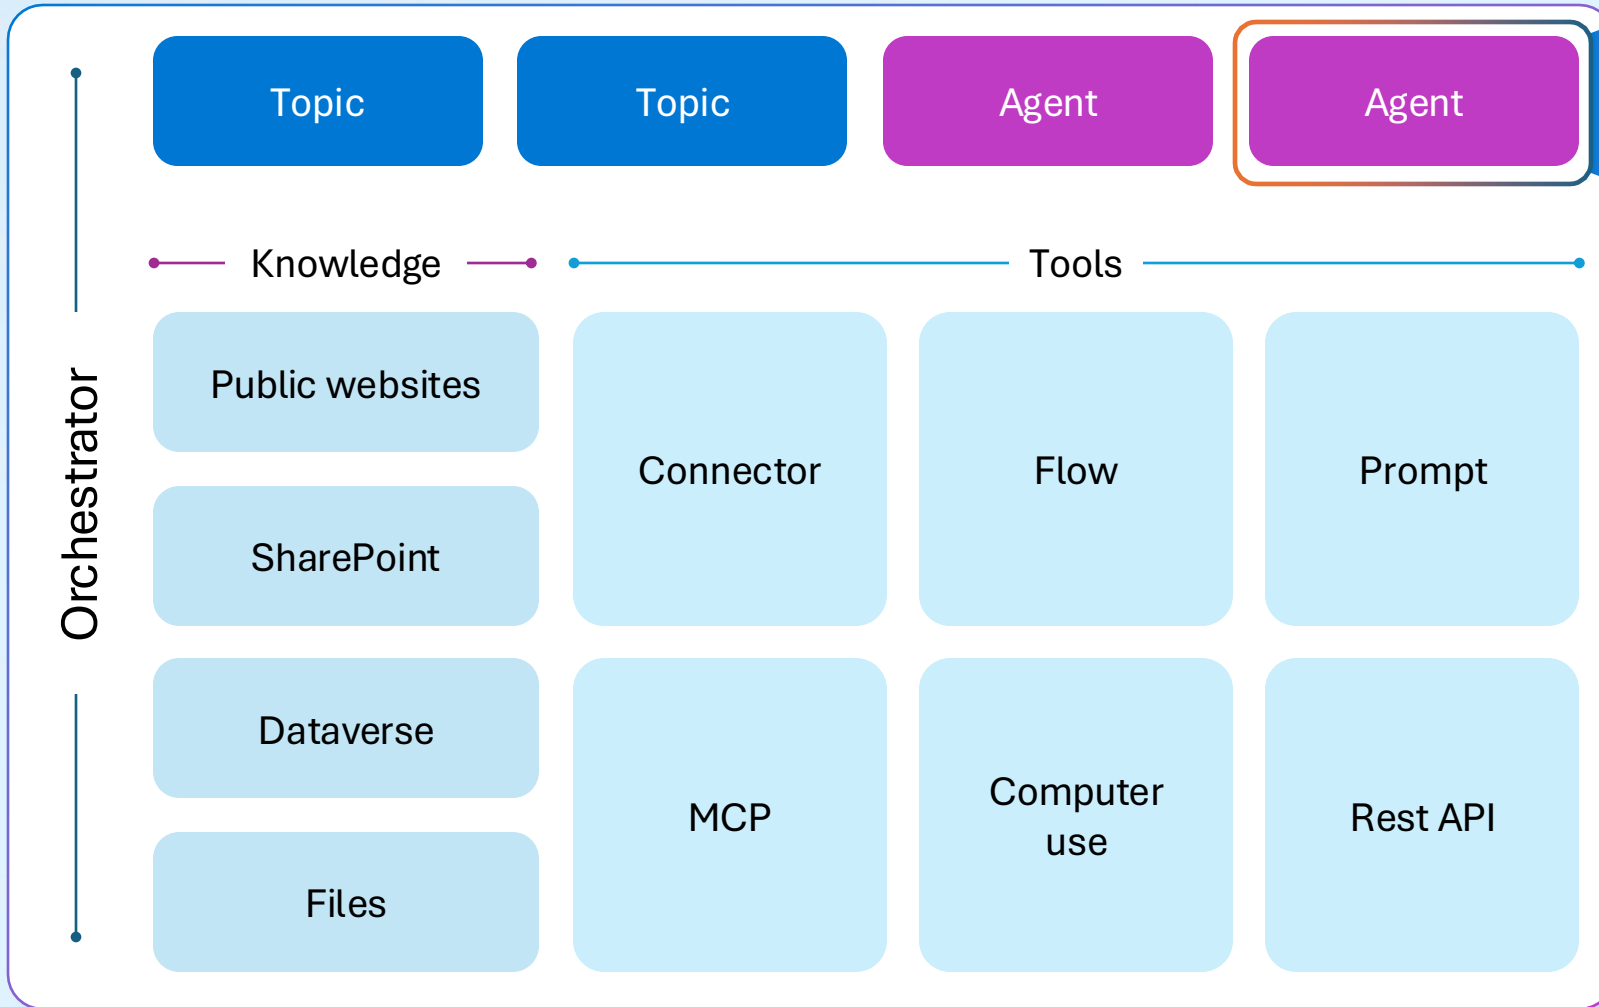 Topic
Topic
Agent
Agent
Orchestrator
Knowledge
Tools
Public websites
SharePoint
Dataverse
Files
Connector
Flow
Prompt
MCP
Computer
use
Rest API